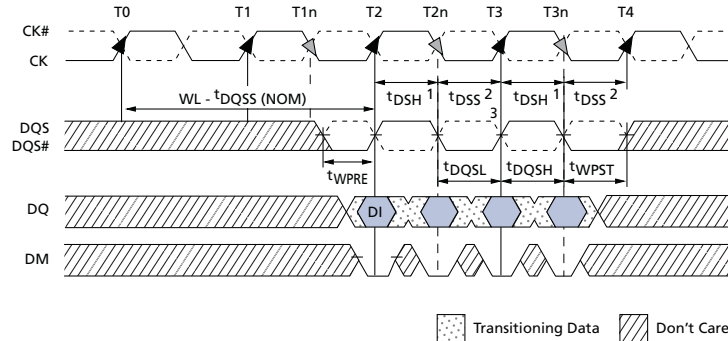 T0 T1 T1n T2 T2n T3 T3n T4
CK#
CK
WL - tDQSS (NOM)
tDSH 1 tDSS 2 tDSH 1 tDSS 2
3
DQS
DQS#
tWPRE
tDQSL tDQSH tWPST
DQ
DI
DM
Transitioning Data Don't Care